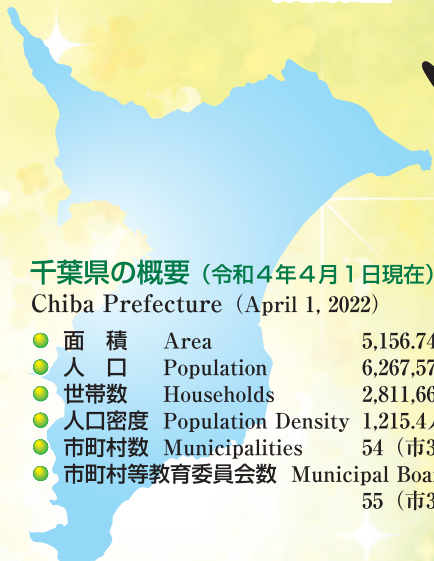 千葉県の概要（令和４年４月１日現在）
Chiba Prefecture (April 1, 2022)
面　積 Area 5,156.74
人　口 Population 6,267,57
世帯数 Households 2,811,66
人口密度 Population Density 1,215.4人
市町村数 Municipalities 54（市3
市町村等教育委員会数 Municipal Boar
55（市3